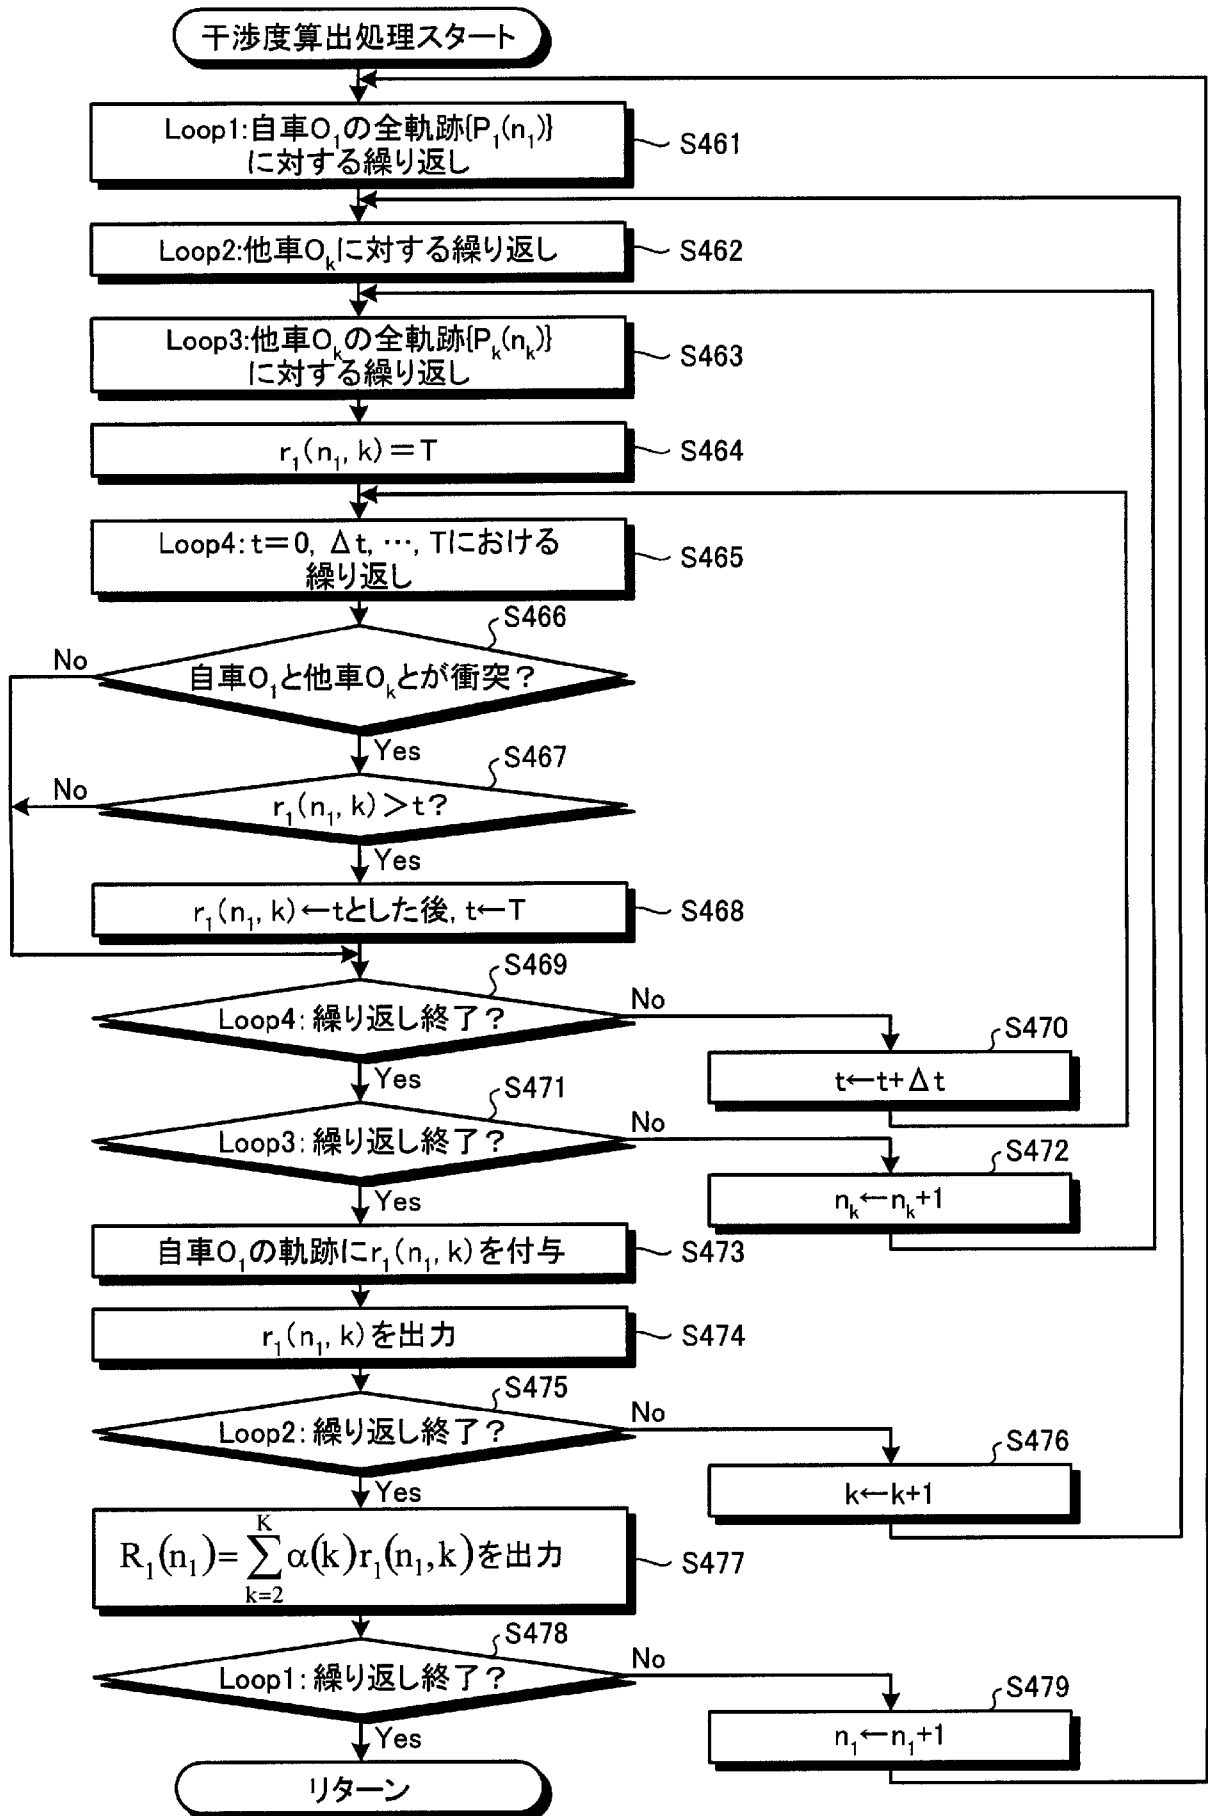 干渉度算出処理スタート
Loop1:自車O₁の全軌跡{P₁(n₁)}
に対する繰り返し
S461
Loop2:他車Oₖに対する繰り返し
S462
Loop3:他車Oₖの全軌跡{Pₖ(nₖ)}
に対する繰り返し
S463
r₁(n₁, k)=T
S464
Loop4:t=0, Δt, …, Tにおける
繰り返し
S465
S466
No
自車O₁と他車Oₖとが衝突?
Yes
S467
No
r₁(n₁, k)>t?
Yes
r₁(n₁, k)←tとした後, t←T
S468
S469
Loop4:繰り返し終了?
No
S470
t←t+Δt
Yes
S471
Loop3:繰り返し終了?
No
S472
nₖ←nₖ+1
Yes
自車O₁の軌跡にr₁(n₁, k)を付与
S473
r₁(n₁, k)を出力
S474
S475
Loop2:繰り返し終了?
No
S476
k←k+1
Yes
R₁(n₁)=∑_{k=2}^{K} α(k)r₁(n₁,k)を出力
S477
S478
Loop1:繰り返し終了?
No
S479
n₁←n₁+1
Yes
リターン